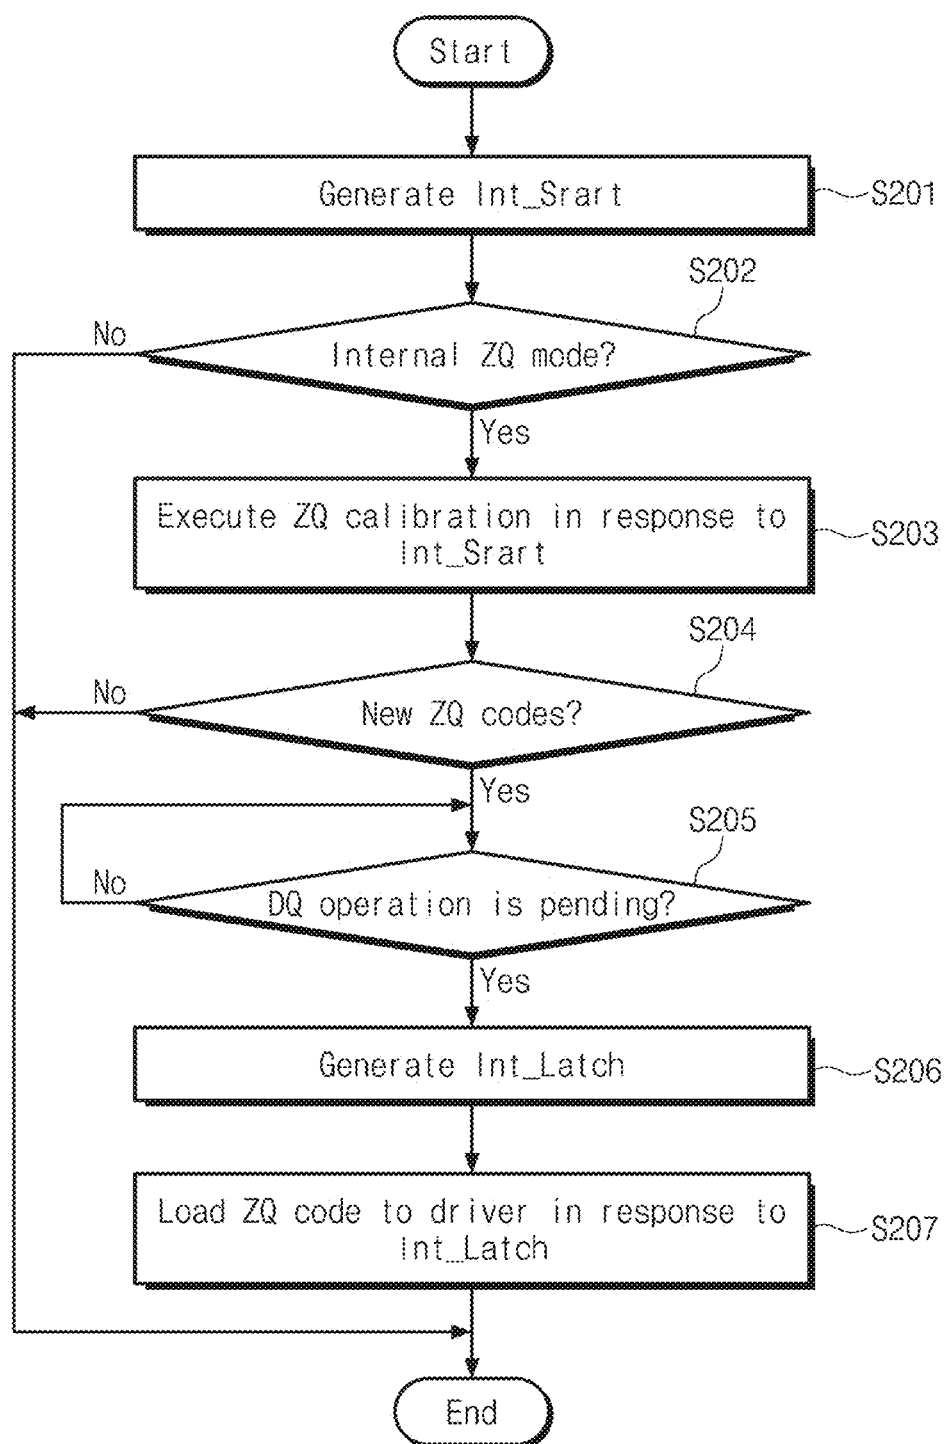 Start
Generate Int_Srart
S201
S202
No
Internal ZQ mode?
Yes
Execute ZQ calibration in response to
Int_Srart
S203
S204
No
New ZQ codes?
Yes
S205
No
DQ operation is pending?
Yes
Generate Int_Latch
S206
Load ZQ code to driver in response to
Int_Latch
S207
End